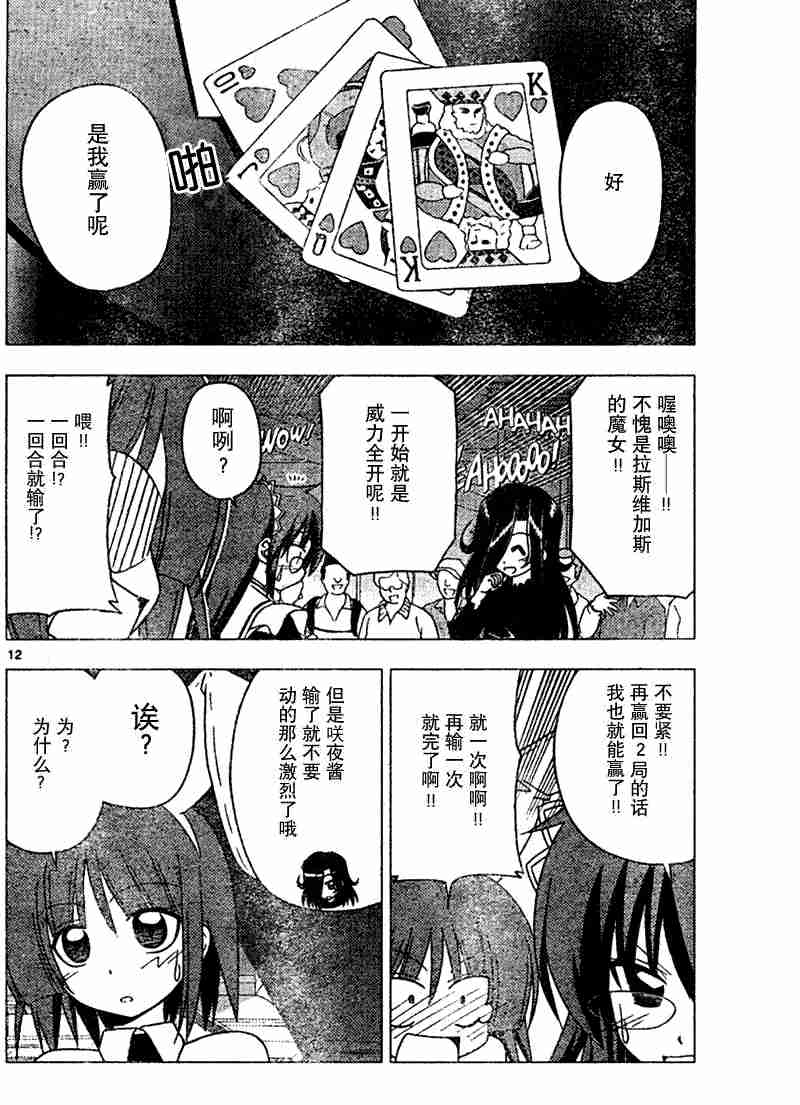 好
K
K
Q
J
10
啪
是我赢了呢
喔噢噢——!!
不愧是拉斯维加斯
的魔女!!
AHAHAH
AHOOOOO!
一开始就是
威力全开呢!!
WOW!
啊咧?
喂!!
一回合!?
一回合就输了!?
12
不要紧!!
再赢回2局的话
我也就能赢了!!
就一次啊啊!!
再输一次
就完了啊!!
但是咲夜酱
输了就不要
动的那么激烈了哦
诶?
为?
为什么?